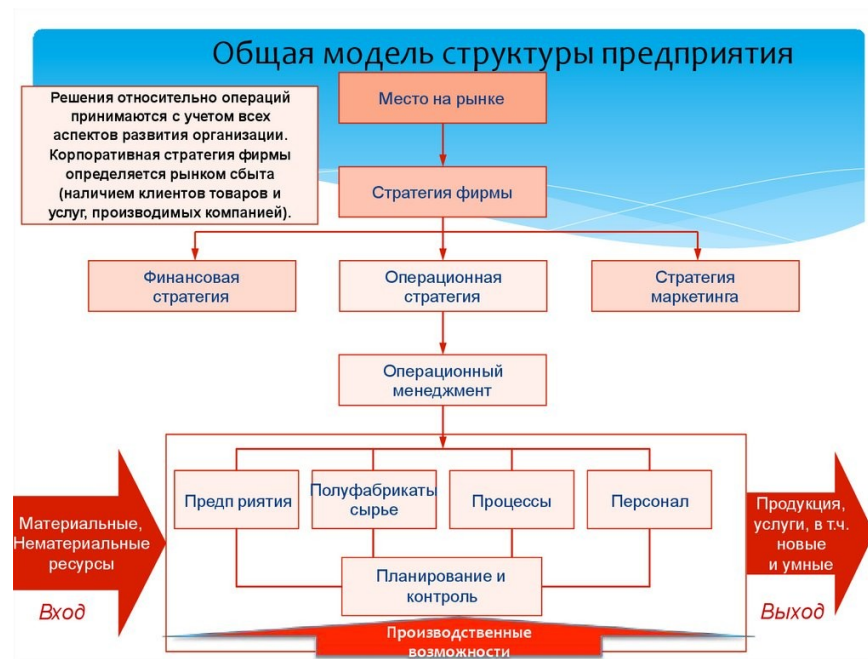 Общая модель структуры предприятия
Решения относительно операций
принимаются с учетом всех
аспектов развития организации.
Корпоративная стратегия фирмы
определяется рынком сбыта
(наличием клиентов товаров и
услуг, производимых компанией).
Место на рынке
Стратегия фирмы
Финансовая
стратегия
Операционная
стратегия
Стратегия
маркетинга
Операционный
менеджмент
Предп риятия
Полуфабрикаты
сырье
Процессы
Персонал
Планирование и
контроль
Материальные,
Нематериальные
ресурсы
Вход
Продукция,
услуги, в т.ч.
новые
и умные
Выход
Производственные
возможности